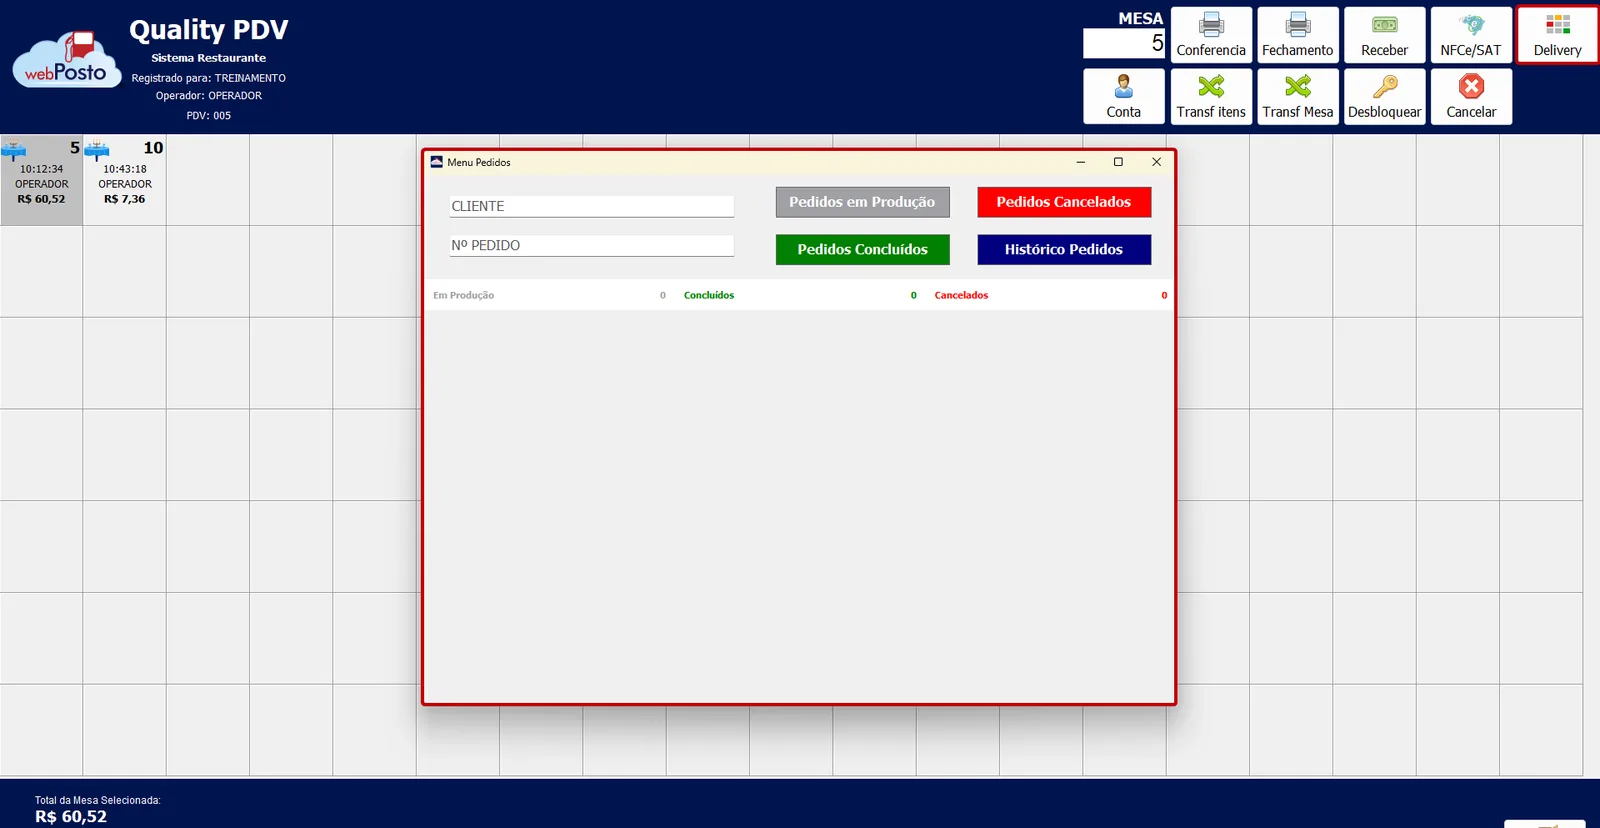 Quality PDV
Sistema Restaurante
Registrado para: TREINAMENTO
Operador: OPERADOR
PDV: 005
webPosto
MESA
5
Conferencia
Fechamento
Receber
NFCe/SAT
Delivery
Conta
Transf itens
Transf Mesa
Desbloquear
Cancelar
5
10:12:34
OPERADOR
R$ 60,52
10
10:43:18
OPERADOR
R$ 7,36
Menu Pedidos
CLIENTE
Nº PEDIDO
Pedidos em Produção
Pedidos Cancelados
Pedidos Concluídos
Histórico Pedidos
Em Produção 0 Concluídos 0 Cancelados 0
Total da Mesa Selecionada:
R$ 60,52